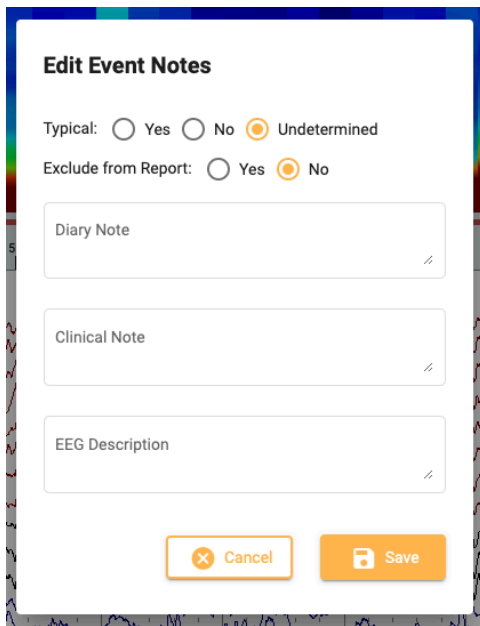 Edit Event Notes
Typical: Yes No Undetermined
Exclude from Report: Yes No
5
Diary Note
Clinical Note
EEG Description
Cancel Save